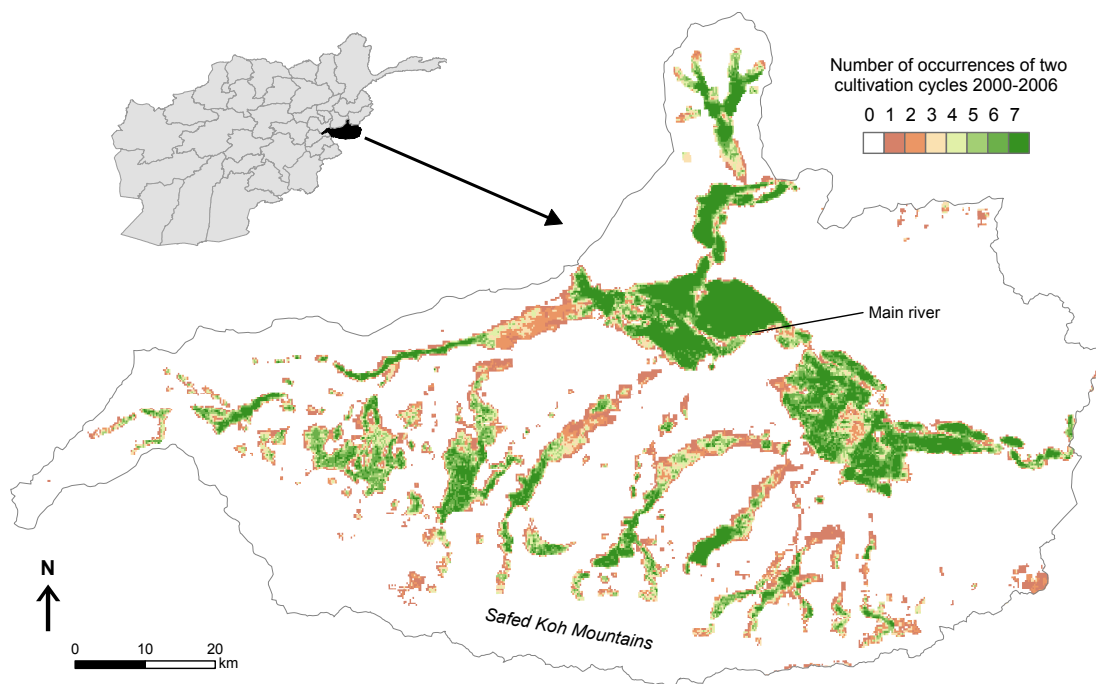 Number of occurrences of two
cultivation cycles 2000-2006
0 1 2 3 4 5 6 7
Main river
Safed Koh Mountains
N
0 10 20
km